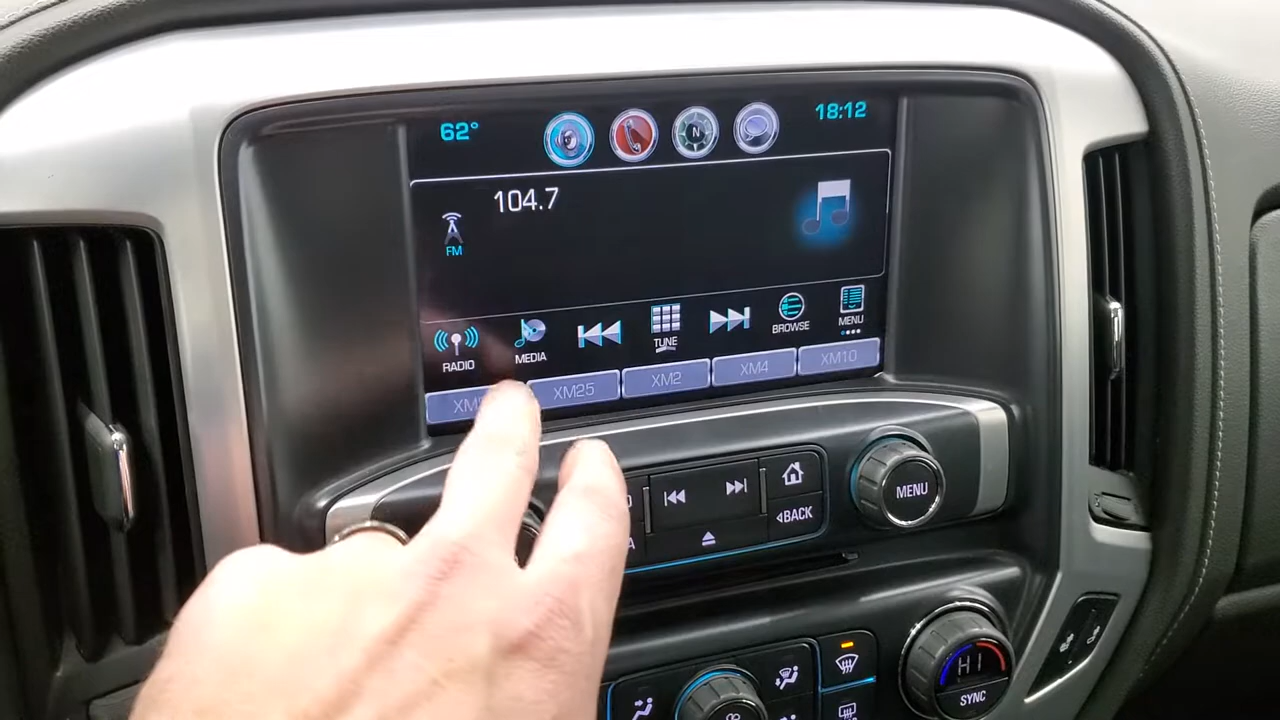 62°
N
18:12
104.7
FM
RADIO
MEDIA
TUNE
BROWSE
MENU
XM25
XM2
XM4
XM10
MENU
BACK
HI
SYNC